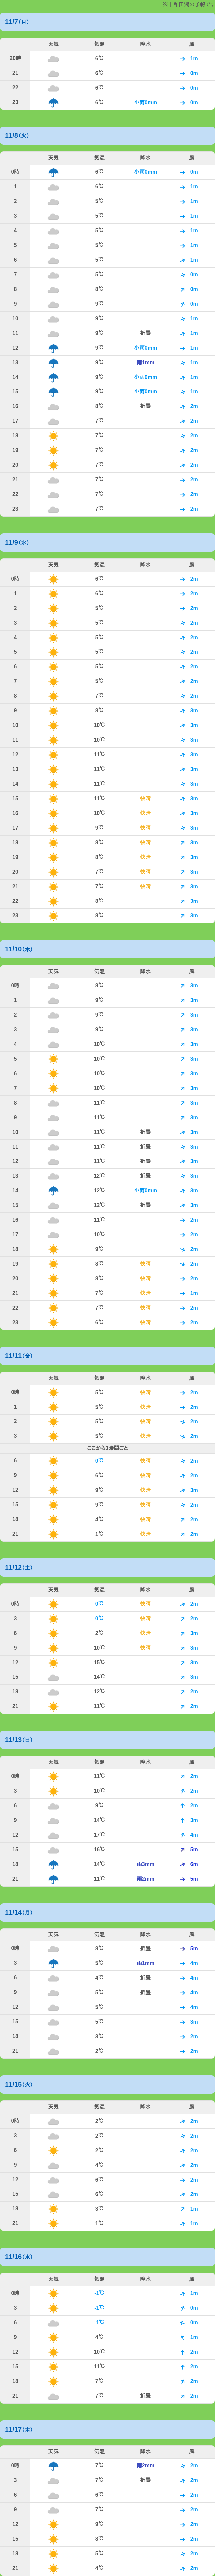 ※十和田湖の予報です
11/7(月)
天気 気温 降水 風
20時 6℃ 1m
21 6℃ 0m
22 6℃ 0m
23 6℃ 小雨0mm 0m
11/8(火)
天気 気温 降水 風
0時 6℃ 小雨0mm 0m
1 6℃ 1m
2 5℃ 1m
3 5℃ 1m
4 5℃ 1m
5 5℃ 1m
6 5℃ 1m
7 5℃ 0m
8 8℃ 0m
9 9℃ 0m
10 9℃ 1m
11 9℃ 折曇 1m
12 9℃ 小雨0mm 1m
13 9℃ 雨1mm 1m
14 9℃ 小雨0mm 1m
15 9℃ 小雨0mm 1m
16 8℃ 折曇 2m
17 7℃ 2m
18 7℃ 2m
19 7℃ 2m
20 7℃ 2m
21 7℃ 2m
22 7℃ 2m
23 7℃ 2m
11/9(水)
天気 気温 降水 風
0時 6℃ 2m
1 6℃ 2m
2 5℃ 2m
3 5℃ 2m
4 5℃ 2m
5 5℃ 2m
6 5℃ 2m
7 5℃ 2m
8 7℃ 2m
9 8℃ 3m
10 10℃ 3m
11 10℃ 3m
12 11℃ 3m
13 11℃ 3m
14 11℃ 3m
15 11℃ 快晴 3m
16 10℃ 快晴 3m
17 9℃ 快晴 3m
18 8℃ 快晴 3m
19 8℃ 快晴 3m
20 7℃ 快晴 3m
21 7℃ 快晴 3m
22 8℃ 3m
23 8℃ 3m
11/10(木)
天気 気温 降水 風
0時 8℃ 3m
1 9℃ 3m
2 9℃ 3m
3 9℃ 3m
4 10℃ 3m
5 10℃ 3m
6 10℃ 3m
7 10℃ 3m
8 11℃ 3m
9 11℃ 3m
10 11℃ 折曇 3m
11 11℃ 折曇 3m
12 11℃ 折曇 3m
13 12℃ 折曇 3m
14 12℃ 小雨0mm 3m
15 12℃ 折曇 3m
16 11℃ 2m
17 10℃ 2m
18 9℃ 2m
19 8℃ 快晴 2m
20 8℃ 快晴 2m
21 7℃ 快晴 1m
22 7℃ 快晴 2m
23 6℃ 快晴 2m
11/11(金)
天気 気温 降水 風
0時 5℃ 快晴 2m
1 5℃ 快晴 2m
2 5℃ 快晴 2m
3 5℃ 快晴 2m
ここから3時間ごと
6 0℃ 快晴 2m
9 6℃ 快晴 2m
12 9℃ 快晴 3m
15 9℃ 快晴 2m
18 4℃ 快晴 2m
21 1℃ 快晴 2m
11/12(土)
天気 気温 降水 風
0時 0℃ 快晴 2m
3 0℃ 快晴 2m
6 2℃ 快晴 3m
9 10℃ 快晴 3m
12 15℃ 3m
15 14℃ 3m
18 12℃ 2m
21 11℃ 2m
11/13(日)
天気 気温 降水 風
0時 11℃ 2m
3 10℃ 2m
6 9℃ 2m
9 14℃ 3m
12 17℃ 4m
15 16℃ 5m
18 14℃ 雨3mm 6m
21 11℃ 雨2mm 5m
11/14(月)
天気 気温 降水 風
0時 8℃ 折曇 5m
3 5℃ 雨1mm 4m
6 4℃ 折曇 4m
9 5℃ 折曇 4m
12 5℃ 4m
15 5℃ 3m
18 3℃ 2m
21 2℃ 2m
11/15(火)
天気 気温 降水 風
0時 2℃ 2m
3 2℃ 2m
6 2℃ 2m
9 4℃ 2m
12 6℃ 2m
15 6℃ 2m
18 3℃ 1m
21 1℃ 1m
11/16(水)
天気 気温 降水 風
0時 -1℃ 1m
3 -1℃ 0m
6 -1℃ 0m
9 4℃ 1m
12 10℃ 2m
15 11℃ 2m
18 7℃ 2m
21 7℃ 折曇 2m
11/17(木)
天気 気温 降水 風
0時 7℃ 雨2mm 2m
3 7℃ 折曇 2m
6 6℃ 2m
9 7℃ 2m
12 9℃ 2m
15 8℃ 2m
18 5℃ 2m
21 4℃ 2m